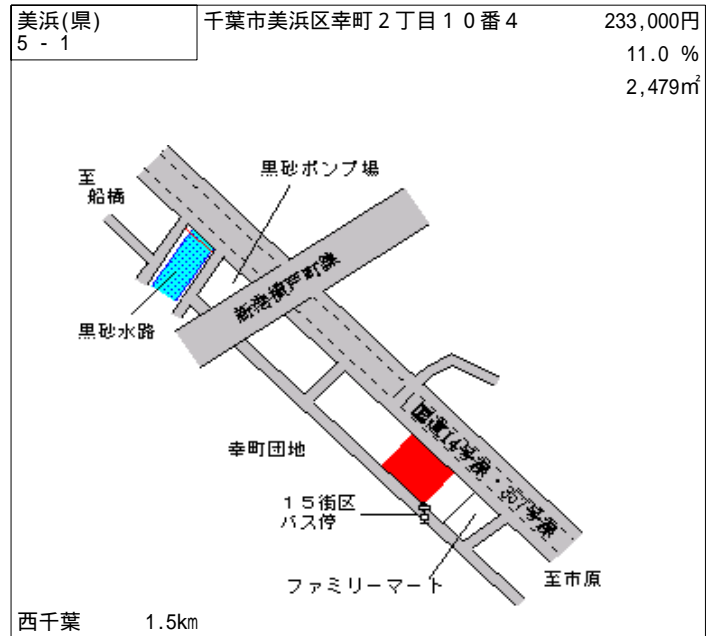 美浜(県)
5 - 1
千葉市美浜区幸町２丁目１０番４
233,000円
11.0 %
2,479㎡
至
船橋
黒砂ポンプ場
新港横戸町線
黒砂水路
国道14号線・357号線
幸町団地
１５街区
バス停
ファミリーマート
至市原
西千葉 1.5km